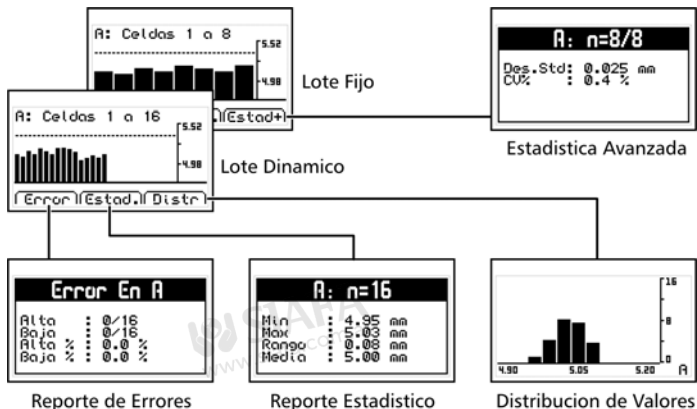 A: Celdas 1 a 8
5.52
4.98
Estad+
Lote Fijo
A: n=8/8
Des.Std: 0.025 mm
CV% : 0.4 %
Estadistica Avanzada
A: Celdas 1 a 16
5.52
4.98
Error Estad. Distr
Lote Dinamico
Error En A
Alta : 0/16
Baja : 0/16
Alta % : 0.0 %
Baja % : 0.0 %
Reporte de Errores
A: n=16
Min : 4.95 mm
Max : 5.03 mm
Rango : 0.08 mm
Media : 5.00 mm
Reporte Estadistico
16
8
0
4.90 5.05 5.20 A
Distribucion de Valores
SIAFA